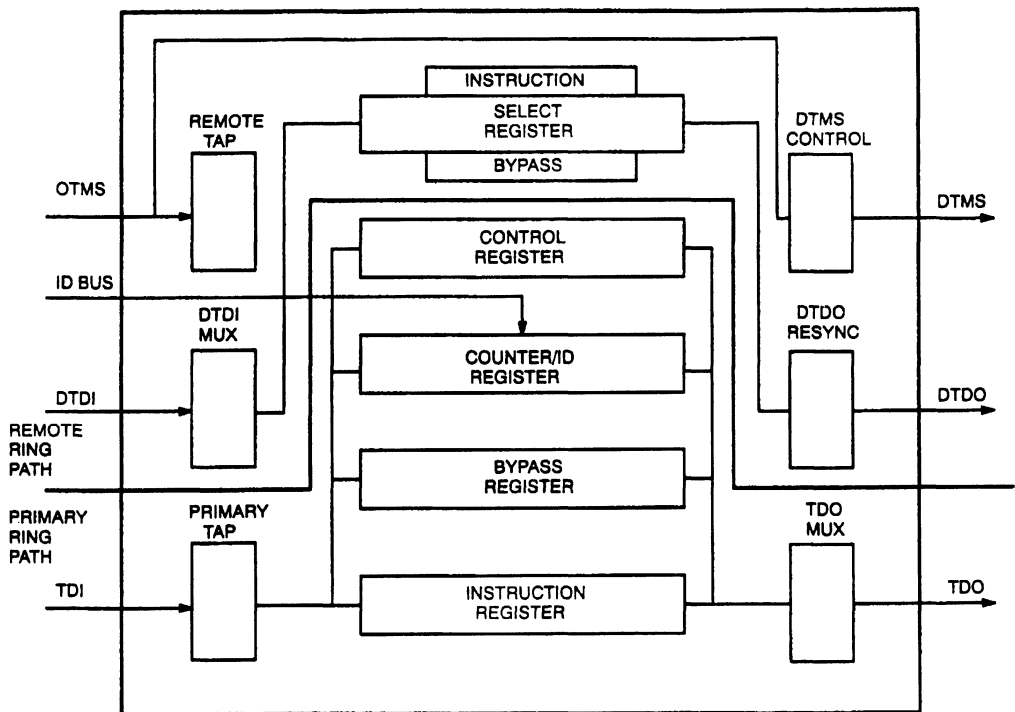 INSTRUCTION
SELECT
REGISTER
BYPASS
REMOTE
TAP
DTMS
CONTROL
OTMS
DTMS
CONTROL
REGISTER
ID BUS
DTDI
MUX
DTDO
RESYNC
COUNTER/ID
REGISTER
DTDI
DTDO
REMOTE
RING
PATH
BYPASS
REGISTER
PRIMARY
RING
PATH
PRIMARY
TAP
TDO
MUX
TDI
INSTRUCTION
REGISTER
TDO